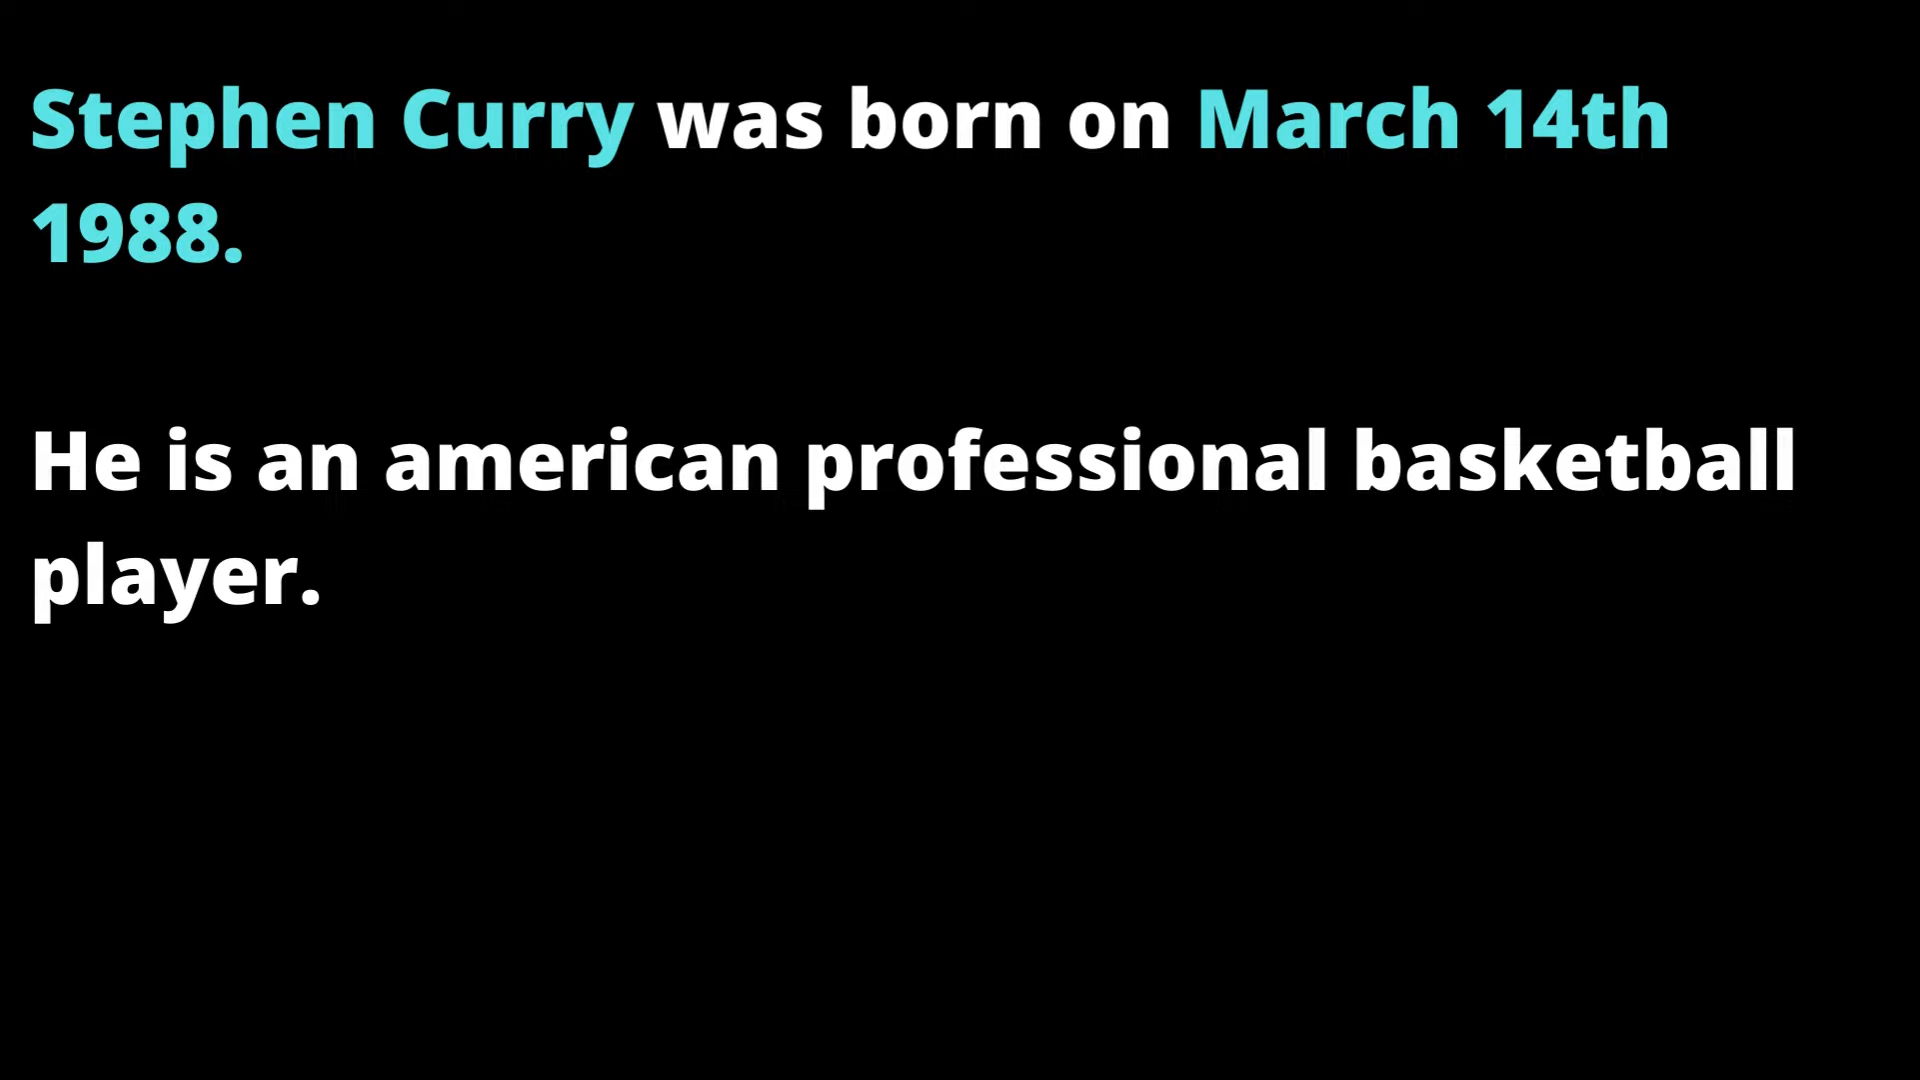 Stephen Curry was born on March 14th
1988.
He is an american professional basketball
player.